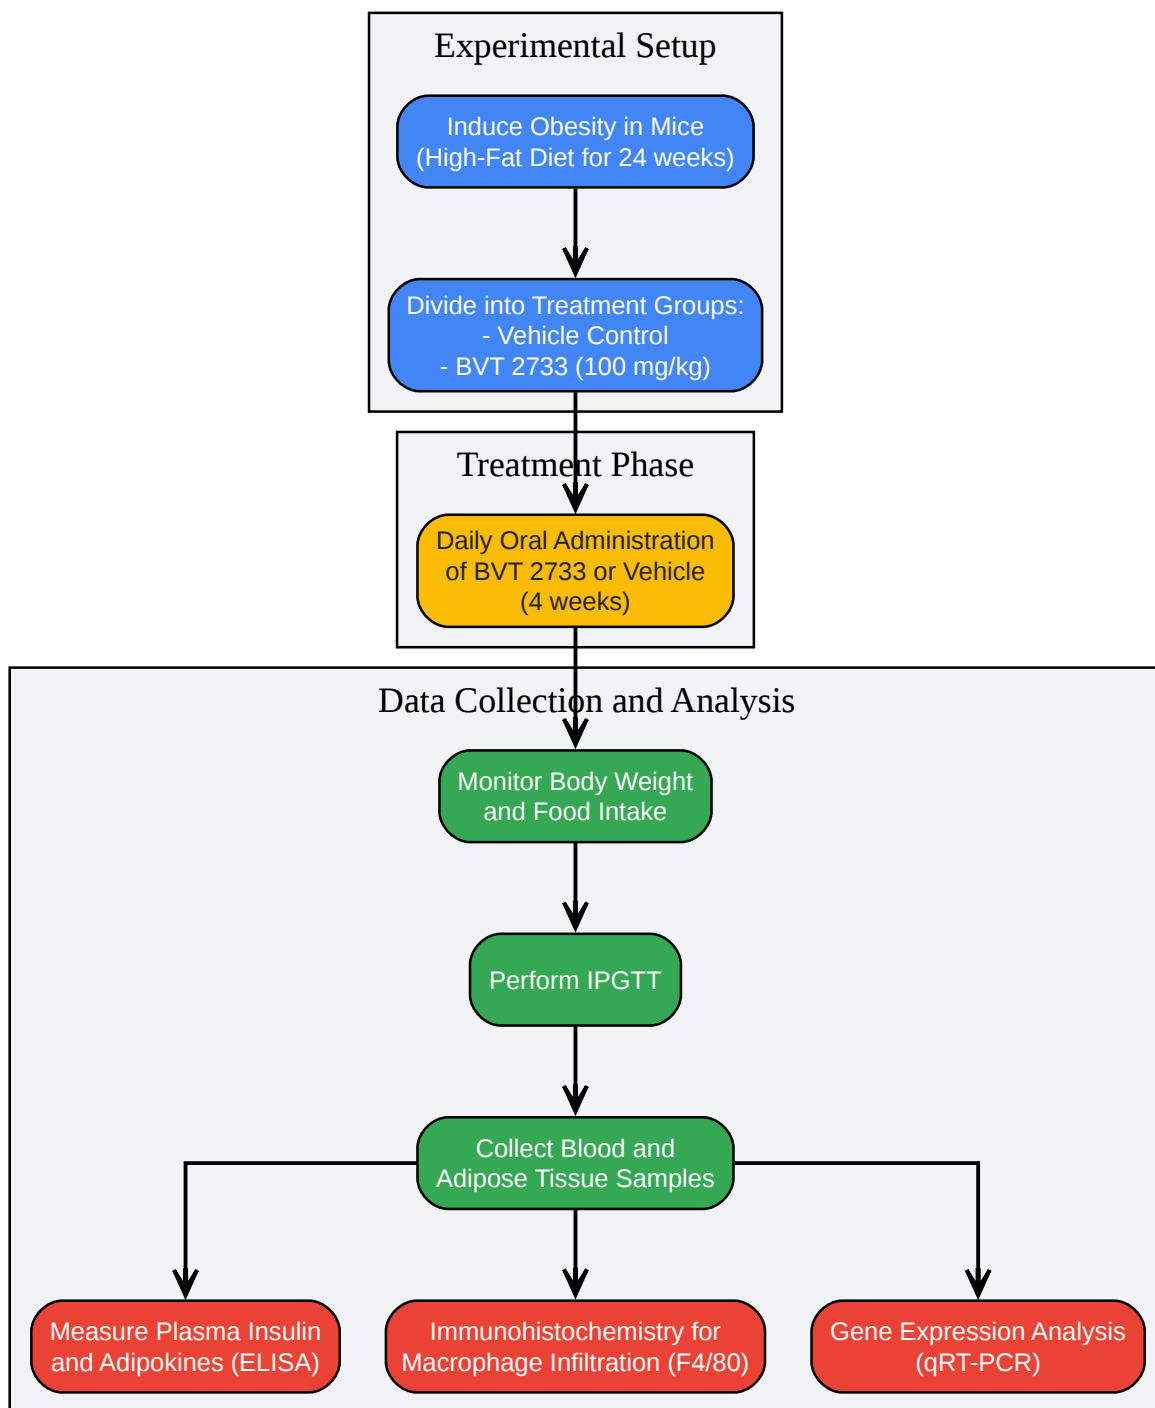 Experimental Setup
Induce Obesity in Mice
(High-Fat Diet for 24 weeks)
Divide into Treatment Groups:
- Vehicle Control
- BVT 2733 (100 mg/kg)
Treatment Phase
Daily Oral Administration
of BVT 2733 or Vehicle
(4 weeks)
Data Collection and Analysis
Monitor Body Weight
and Food Intake
Perform IPGTT
Collect Blood and
Adipose Tissue Samples
Measure Plasma Insulin
and Adipokines (ELISA)
Immunohistochemistry for
Macrophage Infiltration (F4/80)
Gene Expression Analysis
(qRT-PCR)